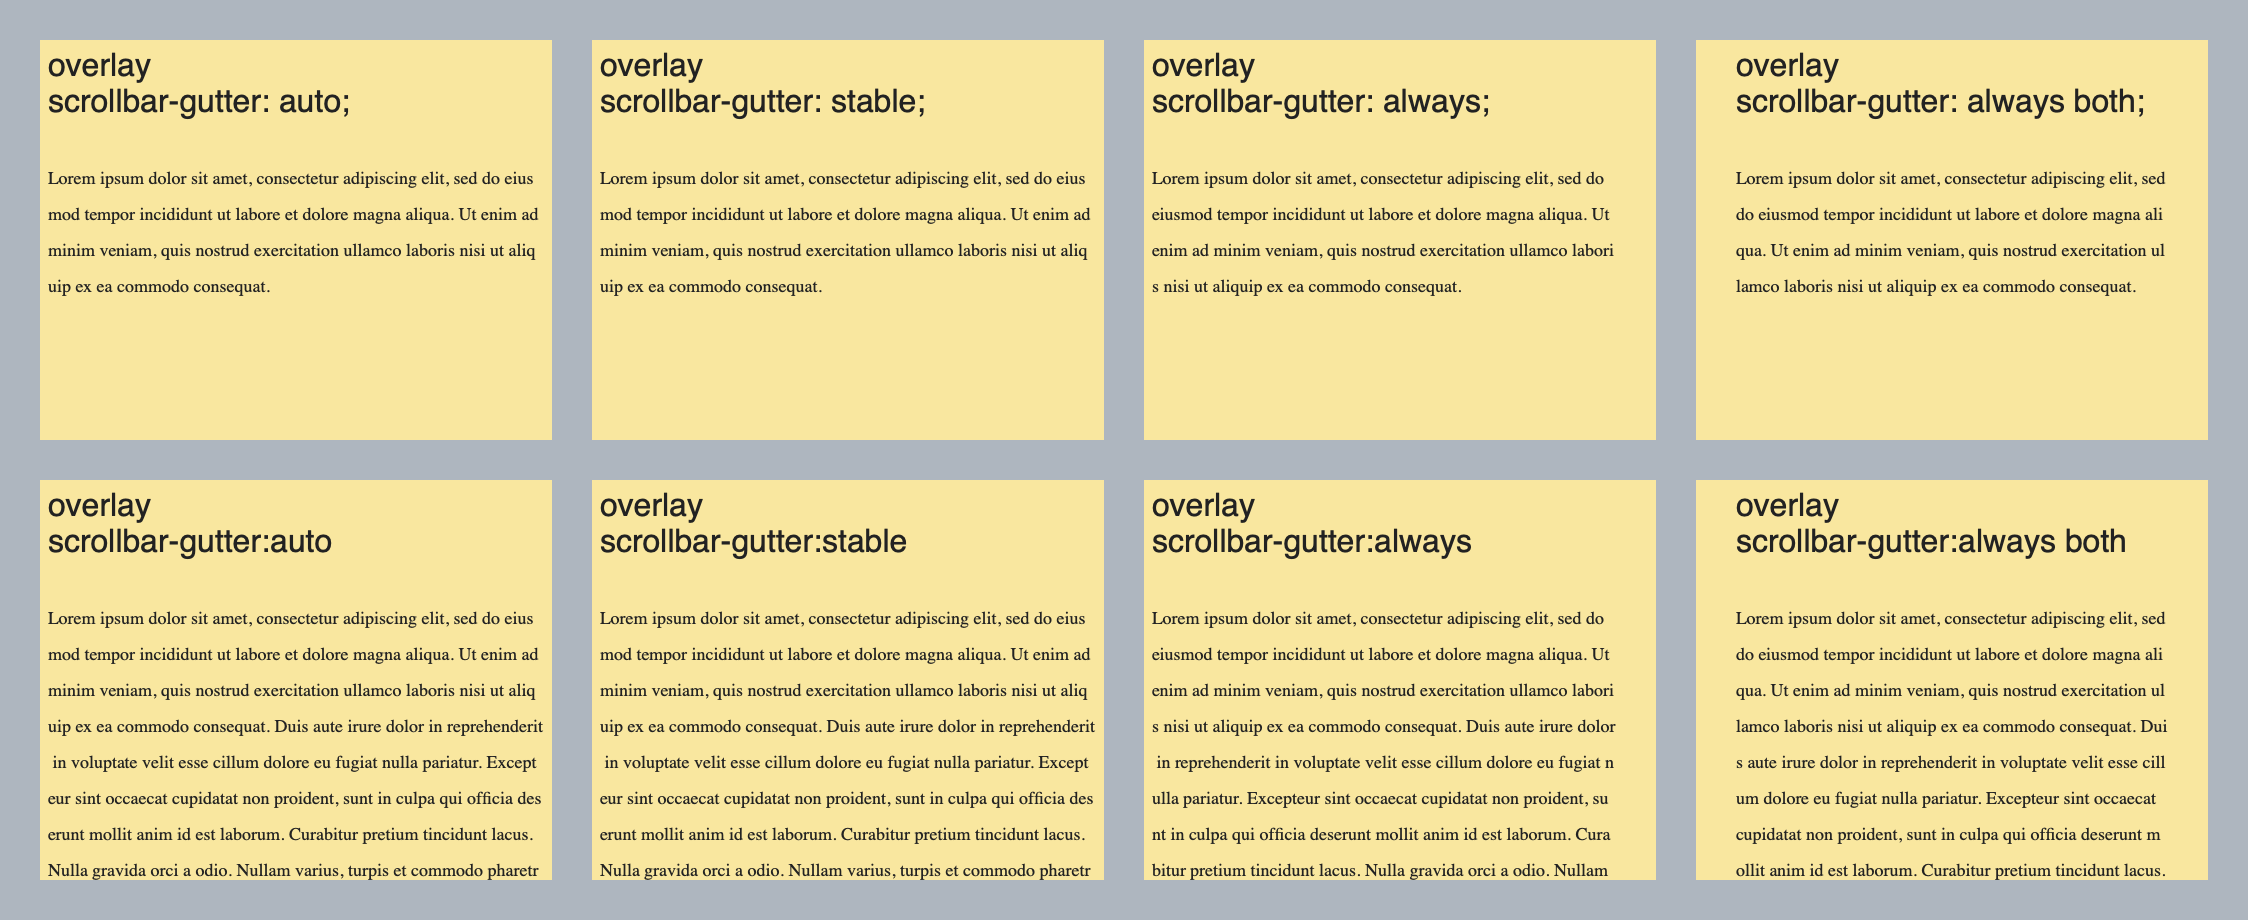 overlay
scrollbar-gutter: auto;
Lorem ipsum dolor sit amet, consectetur adipiscing elit, sed do eius
mod tempor incididunt ut labore et dolore magna aliqua. Ut enim ad
minim veniam, quis nostrud exercitation ullamco laboris nisi ut aliq
uip ex ea commodo consequat.
overlay
scrollbar-gutter: stable;
Lorem ipsum dolor sit amet, consectetur adipiscing elit, sed do eius
mod tempor incididunt ut labore et dolore magna aliqua. Ut enim ad
minim veniam, quis nostrud exercitation ullamco laboris nisi ut aliq
uip ex ea commodo consequat.
overlay
scrollbar-gutter: always;
Lorem ipsum dolor sit amet, consectetur adipiscing elit, sed do
eiusmod tempor incididunt ut labore et dolore magna aliqua. Ut
enim ad minim veniam, quis nostrud exercitation ullamco labori
s nisi ut aliquip ex ea commodo consequat.
overlay
scrollbar-gutter: always both;
Lorem ipsum dolor sit amet, consectetur adipiscing elit, sed
do eiusmod tempor incididunt ut labore et dolore magna ali
qua. Ut enim ad minim veniam, quis nostrud exercitation ul
lamco laboris nisi ut aliquip ex ea commodo consequat.
overlay
scrollbar-gutter:auto
Lorem ipsum dolor sit amet, consectetur adipiscing elit, sed do eius
mod tempor incididunt ut labore et dolore magna aliqua. Ut enim ad
minim veniam, quis nostrud exercitation ullamco laboris nisi ut aliq
uip ex ea commodo consequat. Duis aute irure dolor in reprehenderit
in voluptate velit esse cillum dolore eu fugiat nulla pariatur. Except
eur sint occaecat cupidatat non proident, sunt in culpa qui officia des
erunt mollit anim id est laborum. Curabitur pretium tincidunt lacus.
Nulla gravida orci a odio. Nullam varius, turpis et commodo pharetr
overlay
scrollbar-gutter:stable
Lorem ipsum dolor sit amet, consectetur adipiscing elit, sed do eius
mod tempor incididunt ut labore et dolore magna aliqua. Ut enim ad
minim veniam, quis nostrud exercitation ullamco laboris nisi ut aliq
uip ex ea commodo consequat. Duis aute irure dolor in reprehenderit
in voluptate velit esse cillum dolore eu fugiat nulla pariatur. Except
eur sint occaecat cupidatat non proident, sunt in culpa qui officia des
erunt mollit anim id est laborum. Curabitur pretium tincidunt lacus.
Nulla gravida orci a odio. Nullam varius, turpis et commodo pharetr
overlay
scrollbar-gutter:always
Lorem ipsum dolor sit amet, consectetur adipiscing elit, sed do
eiusmod tempor incididunt ut labore et dolore magna aliqua. Ut
enim ad minim veniam, quis nostrud exercitation ullamco labori
s nisi ut aliquip ex ea commodo consequat. Duis aute irure dolor
in reprehenderit in voluptate velit esse cillum dolore eu fugiat n
ulla pariatur. Excepteur sint occaecat cupidatat non proident, su
nt in culpa qui officia deserunt mollit anim id est laborum. Cura
bitur pretium tincidunt lacus. Nulla gravida orci a odio. Nullam
overlay
scrollbar-gutter:always both
Lorem ipsum dolor sit amet, consectetur adipiscing elit, sed
do eiusmod tempor incididunt ut labore et dolore magna ali
qua. Ut enim ad minim veniam, quis nostrud exercitation ul
lamco laboris nisi ut aliquip ex ea commodo consequat. Dui
s aute irure dolor in reprehenderit in voluptate velit esse cill
um dolore eu fugiat nulla pariatur. Excepteur sint occaecat
cupidatat non proident, sunt in culpa qui officia deserunt m
ollit anim id est laborum. Curabitur pretium tincidunt lacus.